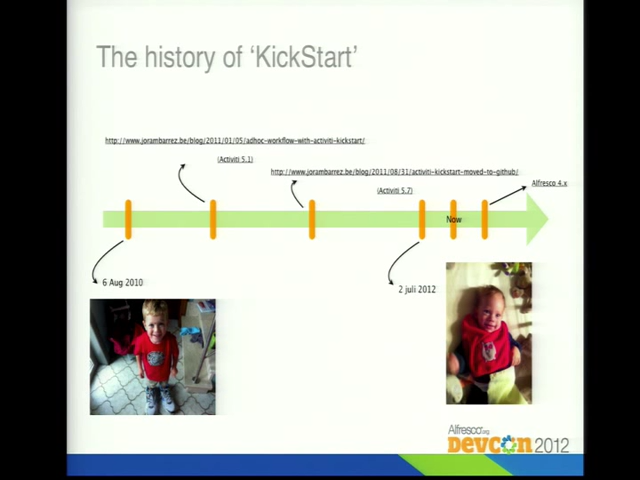 The history of ‘KickStart’
http://www.jorambarrez.be/blog/2011/01/05/adhoc-workflow-with-activiti-kickstart/
(Activiti 5.1)
http://www.jorambarrez.be/blog/2011/08/31/activiti-kickstart-moved-to-github/
(Activiti 5.7)
Alfresco 4.x
Now
6 Aug 2010
2 juli 2012
Alfresco.org
DEVCON 2012